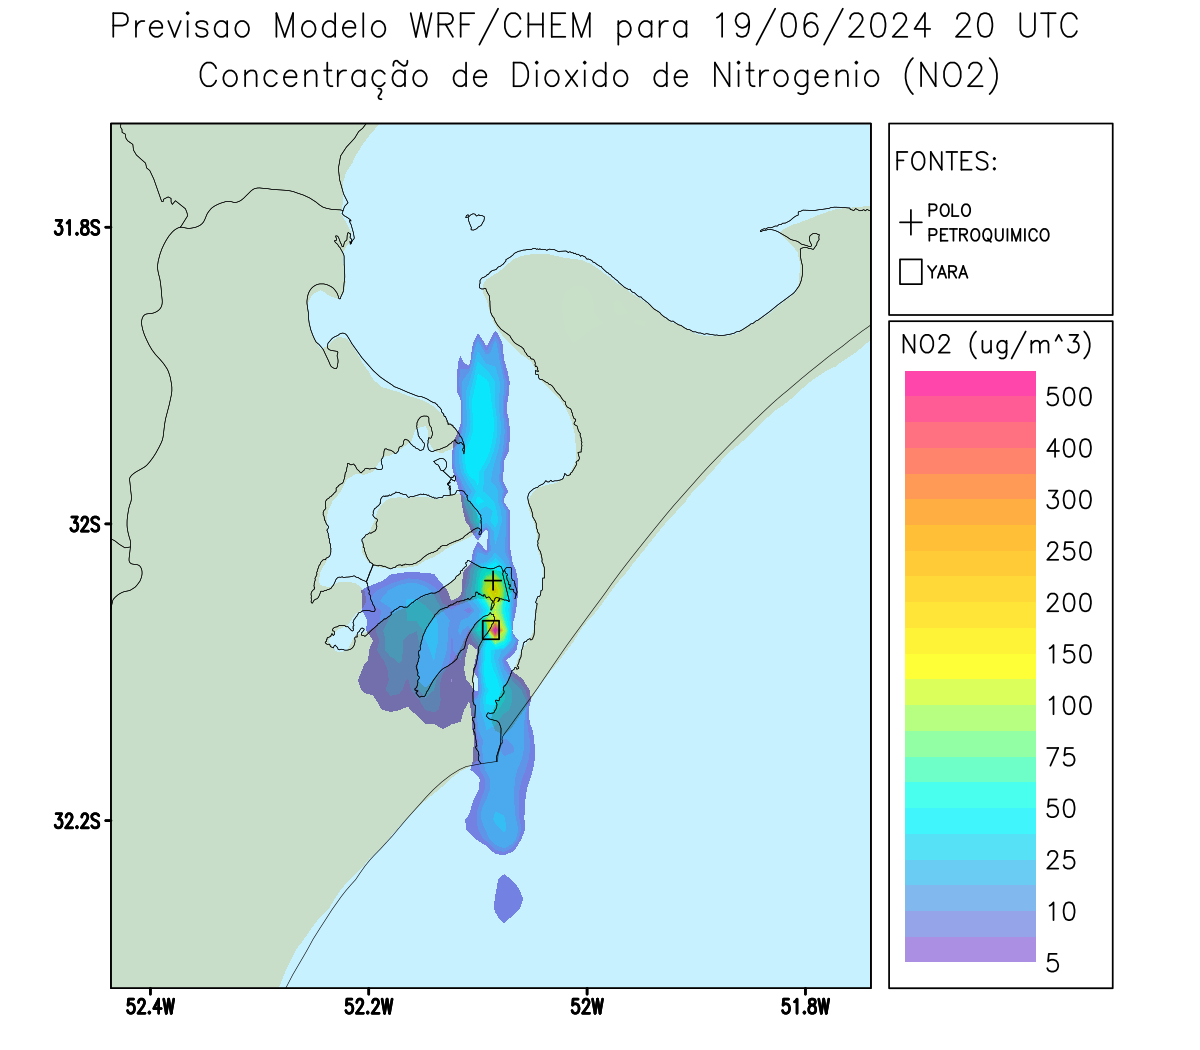 Previsao Modelo WRF/CHEM para 19/06/2024 20 UTC
Concentração de Dioxido de Nitrogenio (NO2)
FONTES:
POLO
PETROQUIMICO
YARA
NO2 (ug/m^3)
500
400
300
250
200
150
100
75
50
25
10
5
31.8S
32S
32.2S
52.4W
52.2W
52W
51.8W